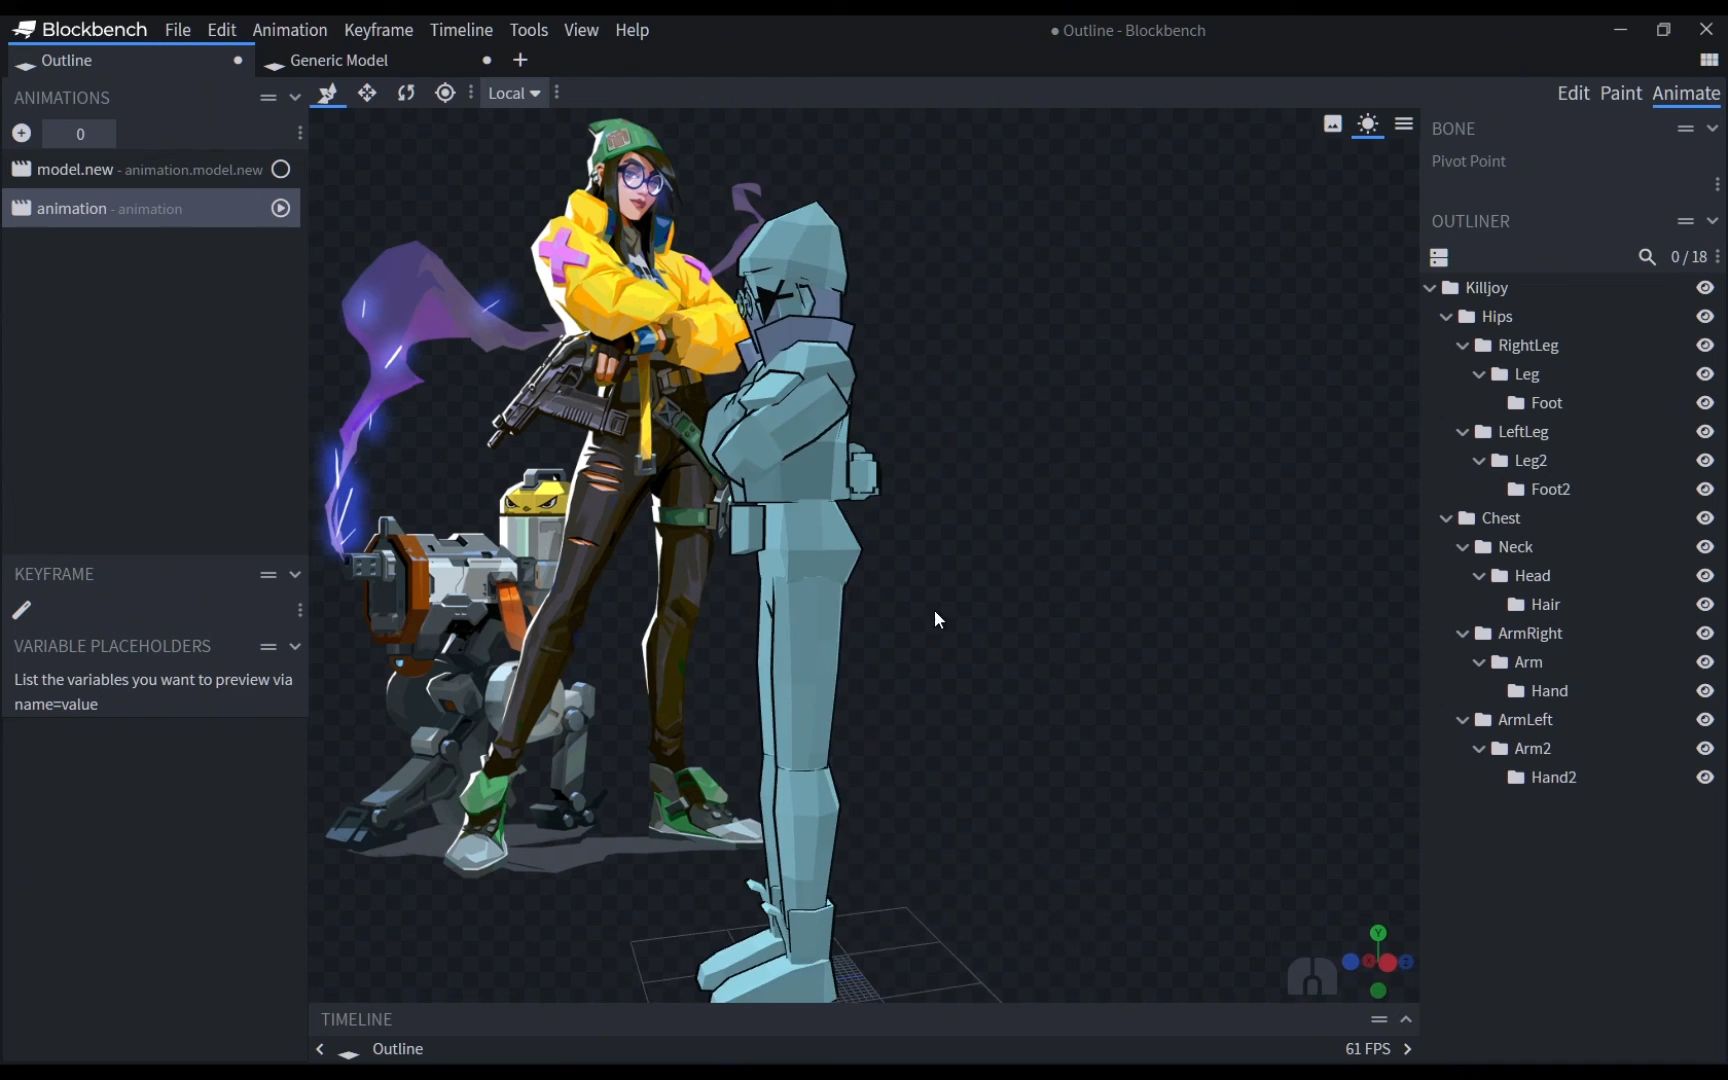 Blockbench File Edit Animation Keyframe Timeline Tools View Help
● Outline - Blockbench
Outline
Generic Model
ANIMATIONS
Local
Edit Paint Animate
0
model.new - animation.model.new
animation - animation
BONE
Pivot Point
OUTLINER
0 / 18
Killjoy
Hips
RightLeg
Leg
Foot
LeftLeg
Leg2
Foot2
Chest
Neck
Head
Hair
ArmRight
Arm
Hand
ArmLeft
Arm2
Hand2
KEYFRAME
VARIABLE PLACEHOLDERS
List the variables you want to preview via
name=value
Y
X
Z
TIMELINE
Outline
61 FPS